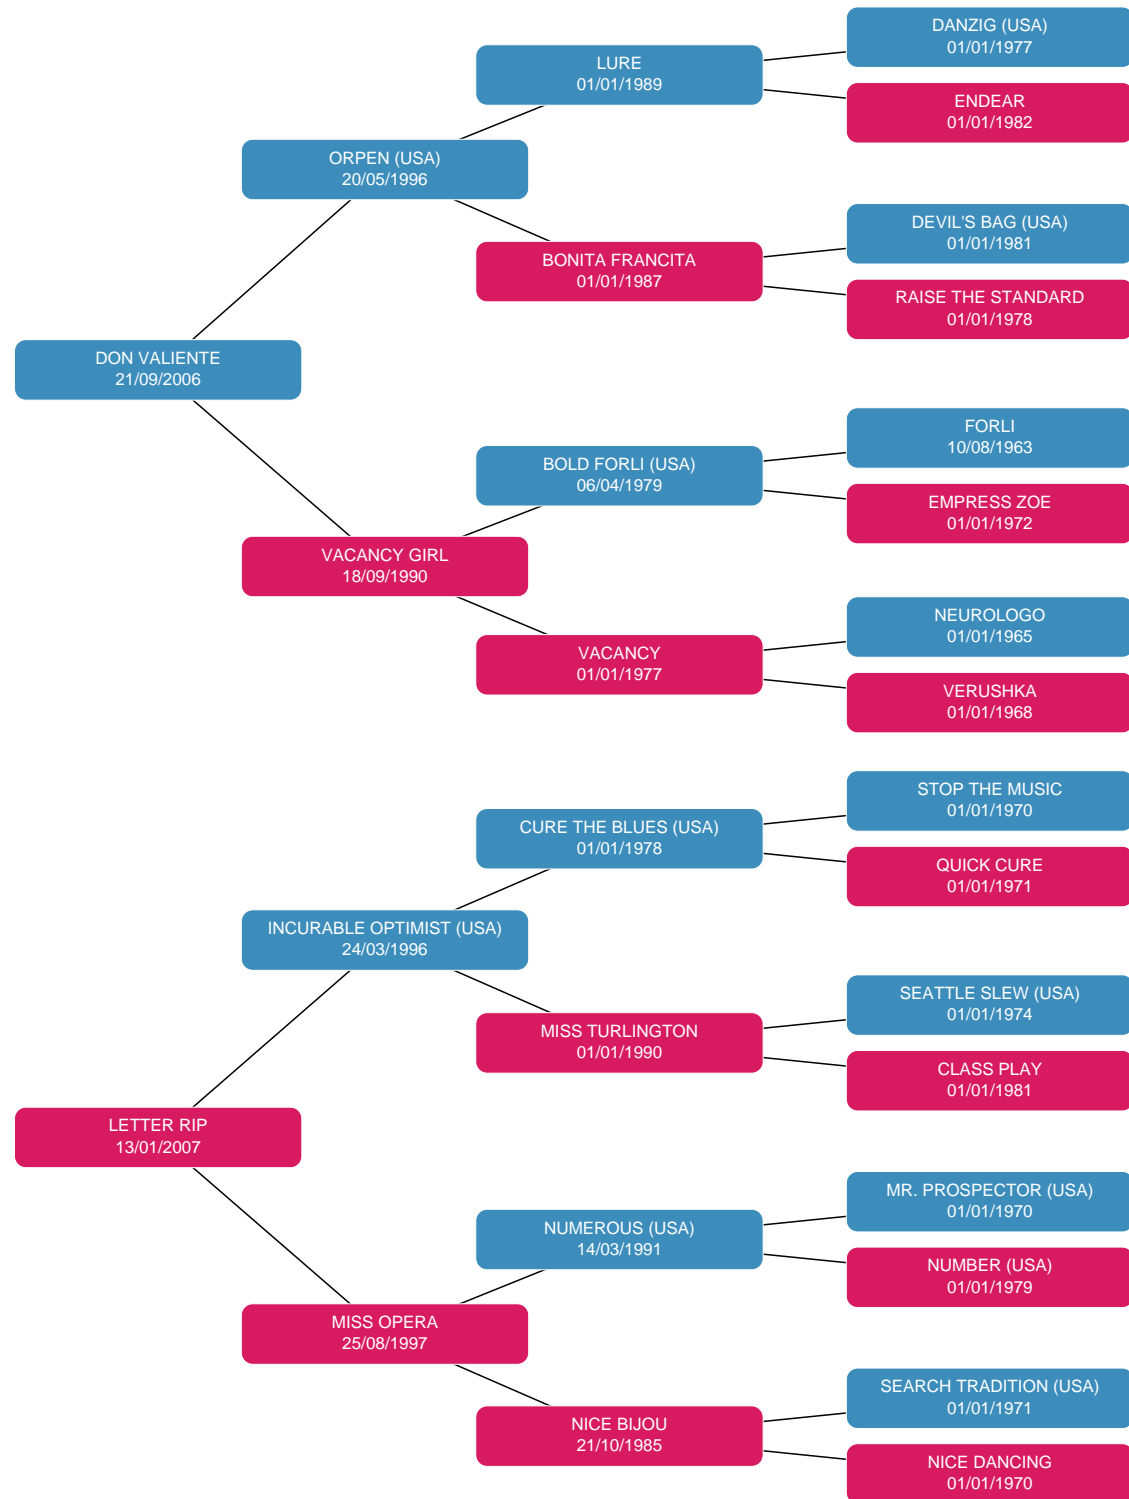 DANZIG (USA)
01/01/1977
LURE
01/01/1989
ENDEAR
01/01/1982
ORPEN (USA)
20/05/1996
DEVIL'S BAG (USA)
01/01/1981
BONITA FRANCITA
01/01/1987
RAISE THE STANDARD
01/01/1978
DON VALIENTE
21/09/2006
FORLI
10/08/1963
BOLD FORLI (USA)
06/04/1979
EMPRESS ZOE
01/01/1972
VACANCY GIRL
18/09/1990
NEUROLOGO
01/01/1965
VACANCY
01/01/1977
VERUSHKA
01/01/1968
STOP THE MUSIC
01/01/1970
CURE THE BLUES (USA)
01/01/1978
QUICK CURE
01/01/1971
INCURABLE OPTIMIST (USA)
24/03/1996
SEATTLE SLEW (USA)
01/01/1974
MISS TURLINGTON
01/01/1990
CLASS PLAY
01/01/1981
LETTER RIP
13/01/2007
MR. PROSPECTOR (USA)
01/01/1970
NUMEROUS (USA)
14/03/1991
NUMBER (USA)
01/01/1979
MISS OPERA
25/08/1997
SEARCH TRADITION (USA)
01/01/1971
NICE BIJOU
21/10/1985
NICE DANCING
01/01/1970